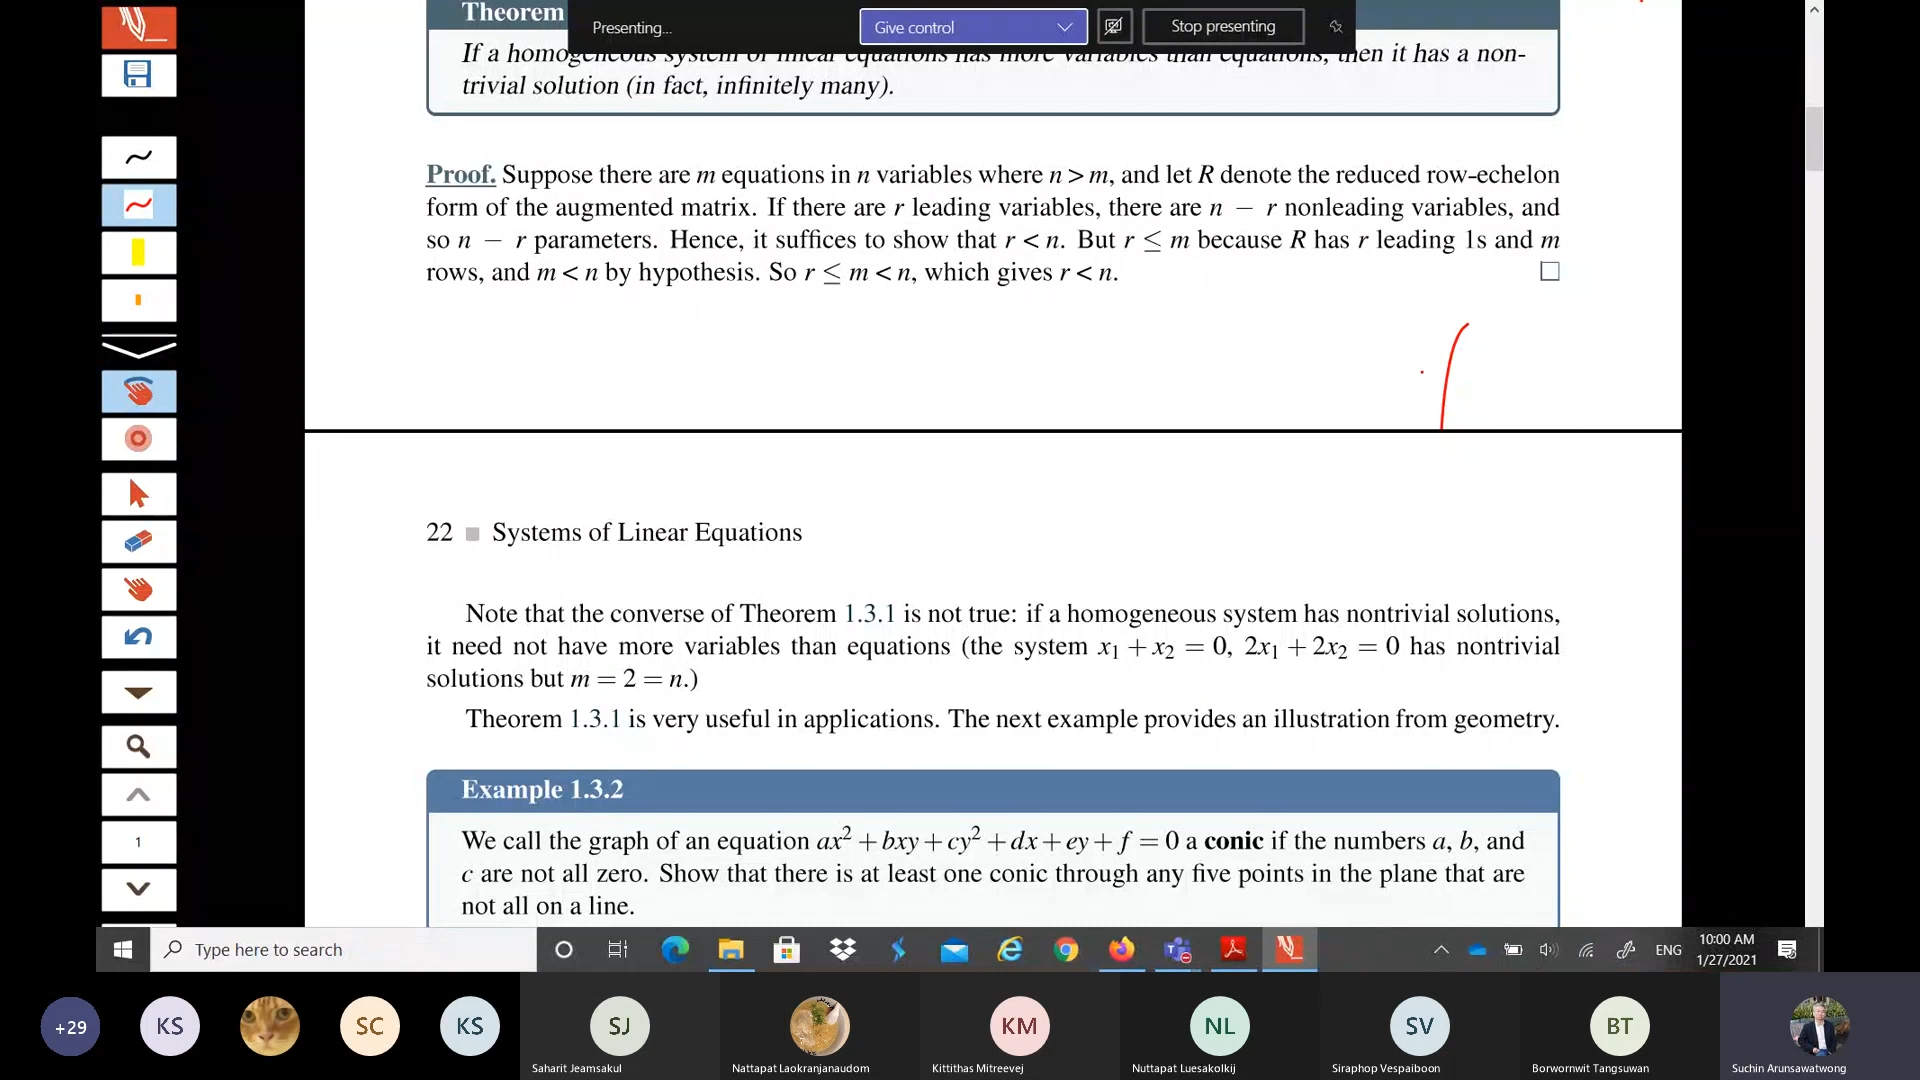 Theorem
Presenting...
Give control
Stop presenting
If a homogeneous system of linear equations has more variables than equations, then it has a non-
trivial solution (in fact, infinitely many).
Proof. Suppose there are m equations in n variables where n > m, and let R denote the reduced row-echelon
form of the augmented matrix. If there are r leading variables, there are n − r nonleading variables, and
so n − r parameters. Hence, it suffices to show that r < n. But r ≤ m because R has r leading 1s and m
rows, and m < n by hypothesis. So r ≤ m < n, which gives r < n. □
22 ■ Systems of Linear Equations
Note that the converse of Theorem 1.3.1 is not true: if a homogeneous system has nontrivial solutions,
it need not have more variables than equations (the system x₁ + x₂ = 0, 2x₁ + 2x₂ = 0 has nontrivial
solutions but m = 2 = n.)
Theorem 1.3.1 is very useful in applications. The next example provides an illustration from geometry.
Example 1.3.2
We call the graph of an equation ax² + bxy + cy² + dx + ey + f = 0 a conic if the numbers a, b, and
c are not all zero. Show that there is at least one conic through any five points in the plane that are
not all on a line.
1
Type here to search
ENG
10:00 AM
1/27/2021
+29
KS
SC
KS
SJ
KM
NL
SV
BT
Saharit Jeamsakul
Nattapat Laokranjanaudom
Kittithas Mitreevej
Nuttapat Luesakolkij
Siraphop Vespaiboon
Borwornwit Tangsuwan
Suchin Arunsawatwong